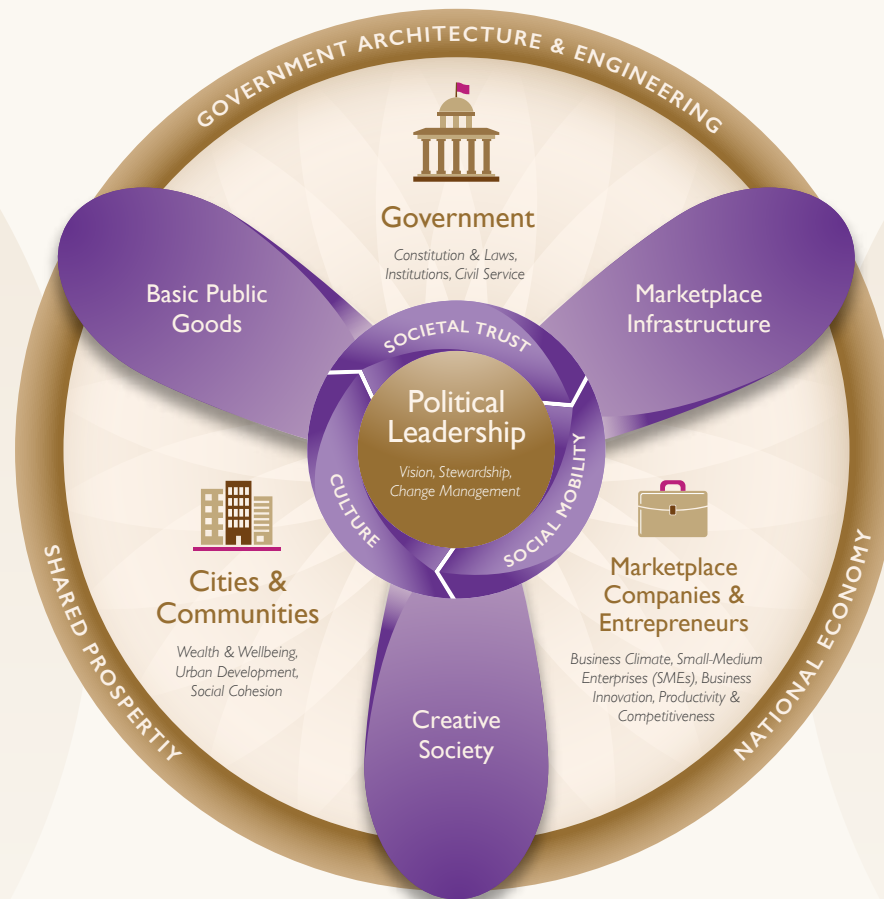 GOVERNMENT ARCHITECTURE & ENGINEERING
Government
Constitution & Laws,
Institutions, Civil Service
Basic Public
Goods
Marketplace
Infrastructure
SOCIETAL TRUST
Political
Leadership
Vision, Stewardship,
Change Management
CULTURE
SOCIAL MOBILITY
Cities &
Communities
Wealth & Wellbeing,
Urban Development,
Social Cohesion
Marketplace
Companies &
Entrepreneurs
Business Climate, Small-Medium
Enterprises (SMEs), Business
Innovation, Productivity &
Competitiveness
Creative
Society
SHARED PROSPERTIY
NATIONAL ECONOMY